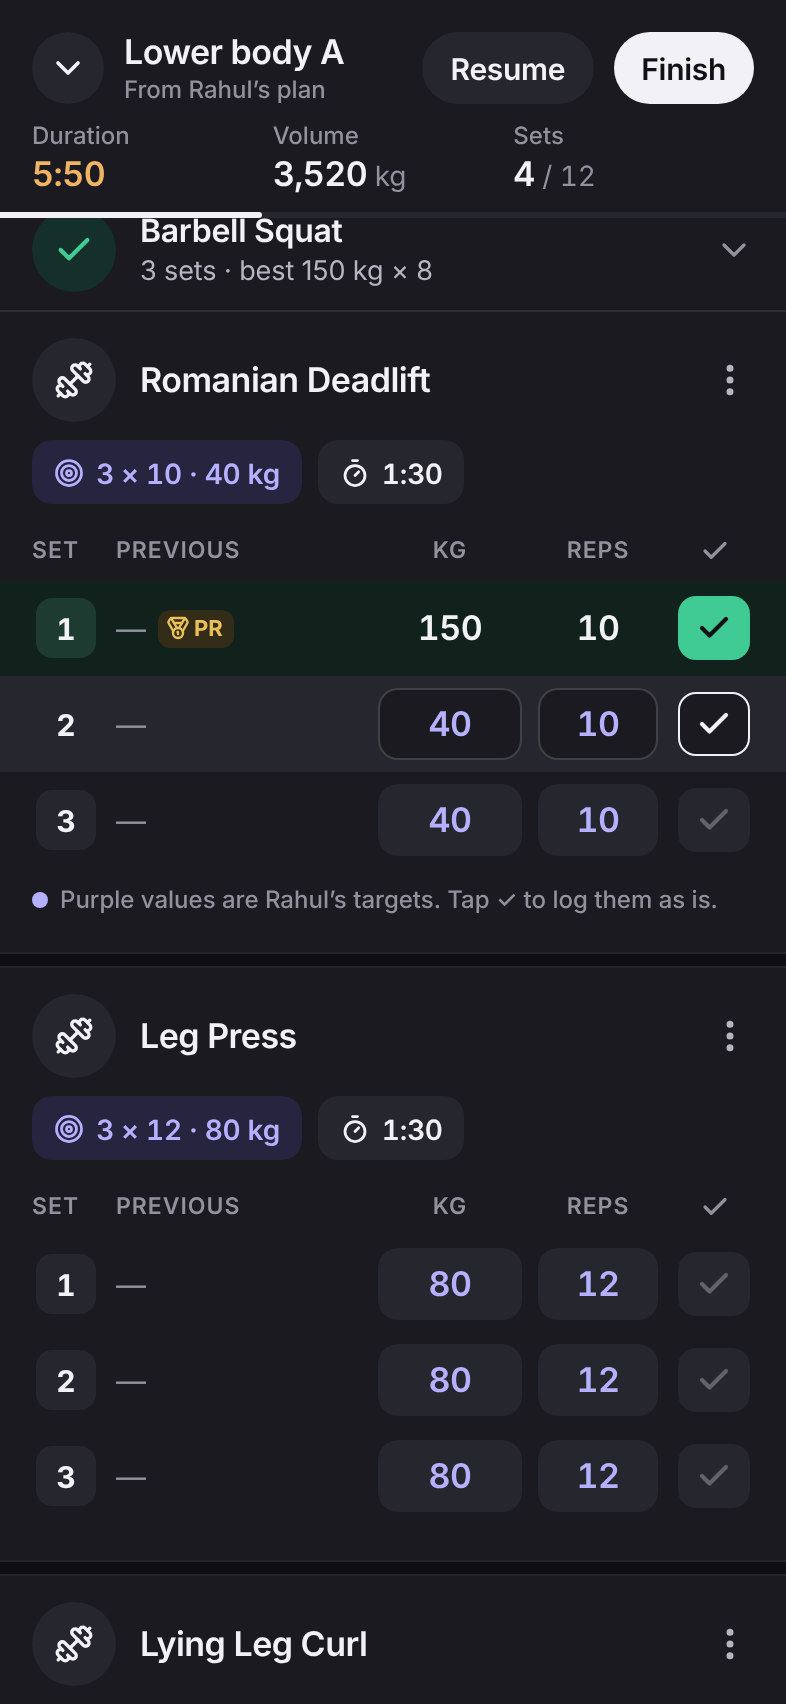 Lower body A
From Rahul’s plan
Resume
Finish
Duration
Volume
Sets
5:50
3,520 kg
4 / 12
Barbell Squat
3 sets · best 150 kg × 8
Romanian Deadlift
3 × 10 · 40 kg
1:30
SET PREVIOUS KG REPS ✓
1 — PR 150 10 ✓
2 — 40 10 ✓
3 — 40 10 ✓
Purple values are Rahul’s targets. Tap ✓ to log them as is.
Leg Press
3 × 12 · 80 kg
1:30
SET PREVIOUS KG REPS ✓
1 — 80 12 ✓
2 — 80 12 ✓
3 — 80 12 ✓
Lying Leg Curl